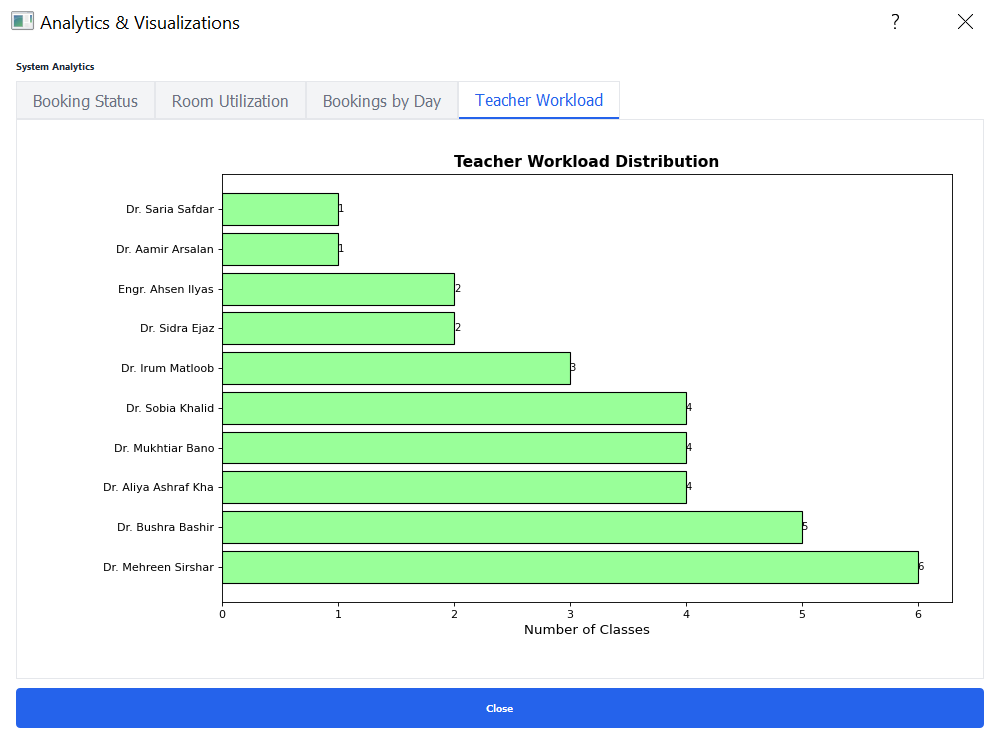 Analytics & Visualizations ?
System Analytics
Booking Status Room Utilization Bookings by Day Teacher Workload
Teacher Workload Distribution
Dr. Saria Safdar 1
Dr. Aamir Arsalan 1
Engr. Ahsen Ilyas 2
Dr. Sidra Ejaz 2
Dr. Irum Matloob 3
Dr. Sobia Khalid 4
Dr. Mukhtiar Bano 4
Dr. Aliya Ashraf Kha 4
Dr. Bushra Bashir 5
Dr. Mehreen Sirshar 6
0 1 2 3 4 5 6
Number of Classes
Close